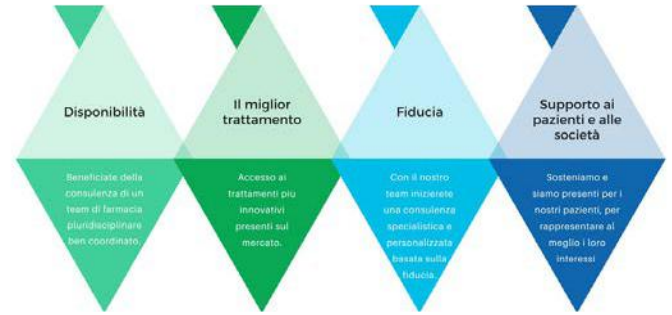 Disponibilità
Beneficiate della
consulenza di un
team di farmacia
pluridisciplinare
ben coordinato.
Il miglior
trattamento
Accesso ai
trattamenti piu
innovativi
presenti sul
mercato.
Fiducia
Con il nostro
team inizierete
una consulenza
specialistica e
personalizzata
basata sulla
fiducia.
Supporto ai
pazienti e alle
società
Sosteniamo e
siamo presenti per i
nostri pazienti, per
rappresentare al
meglio i loro
interessi